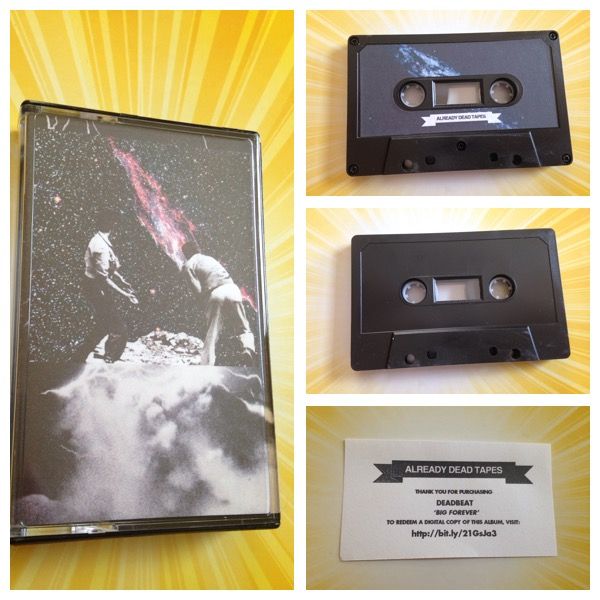 ALREADY DEAD TAPES
ALREADY DEAD TAPES
THANK YOU FOR PURCHASING
DEADBEAT
'BIG FOREVER'
TO REDEEM A DIGITAL COPY OF THIS ALBUM, VISIT:
http://bit.ly/21GsJa3